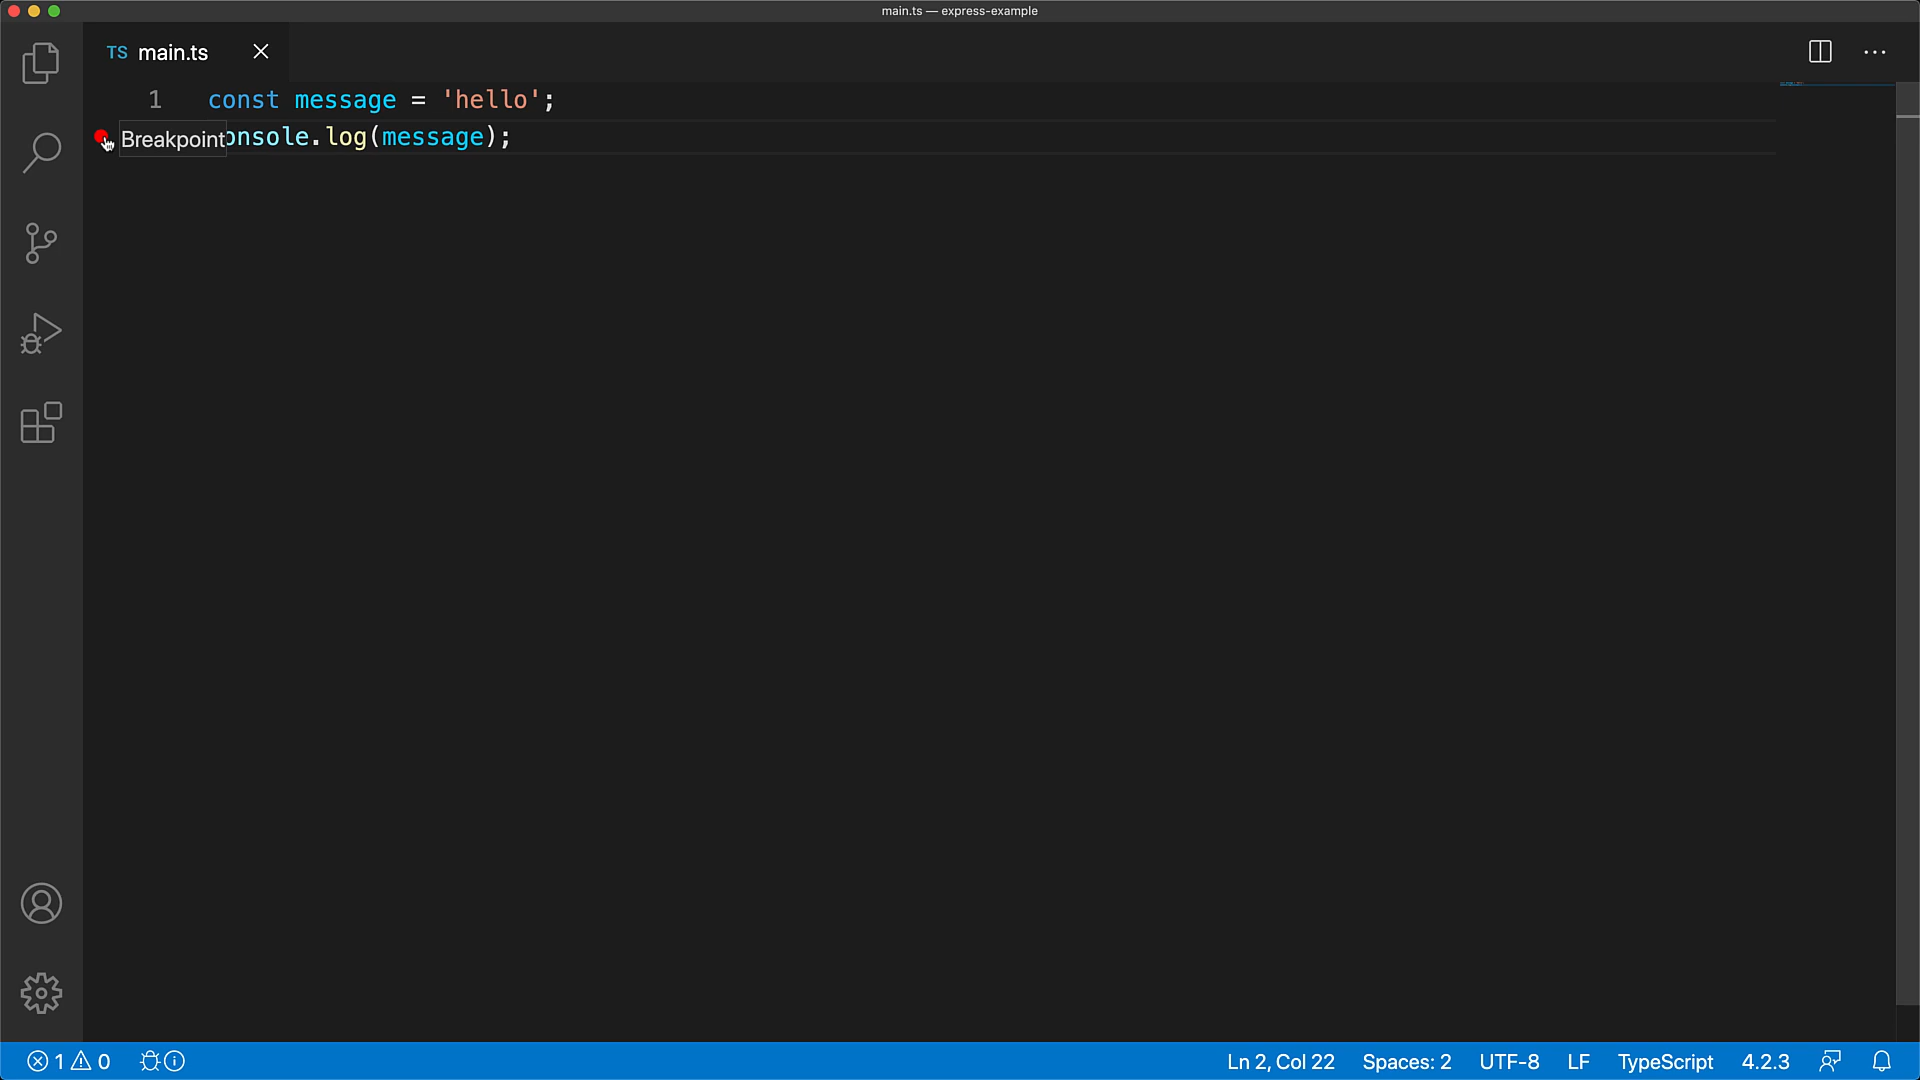 main.ts — express-example
TS main.ts
1 const message = 'hello';
Breakpoint onsole.log(message);
1 0
Ln 2, Col 22 Spaces: 2 UTF-8 LF TypeScript 4.2.3